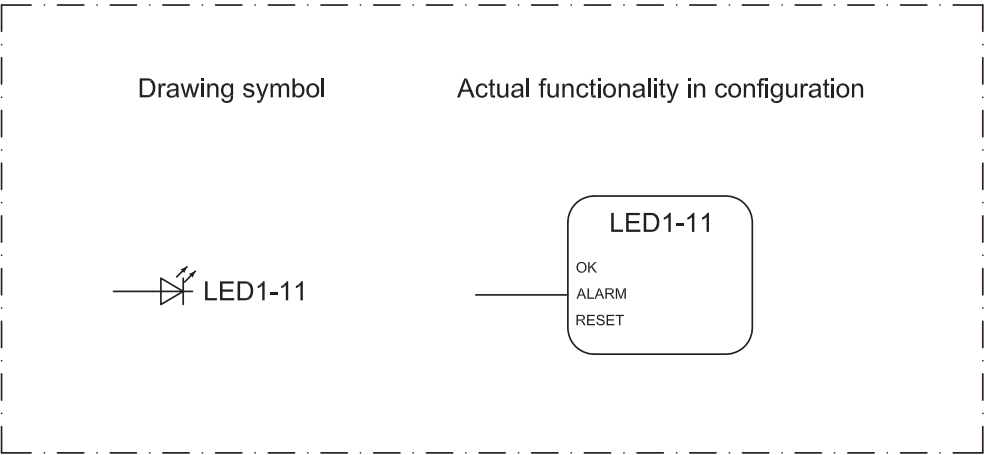 Drawing symbol
Actual functionality in configuration
LED1-11
LED1-11
OK
ALARM
RESET